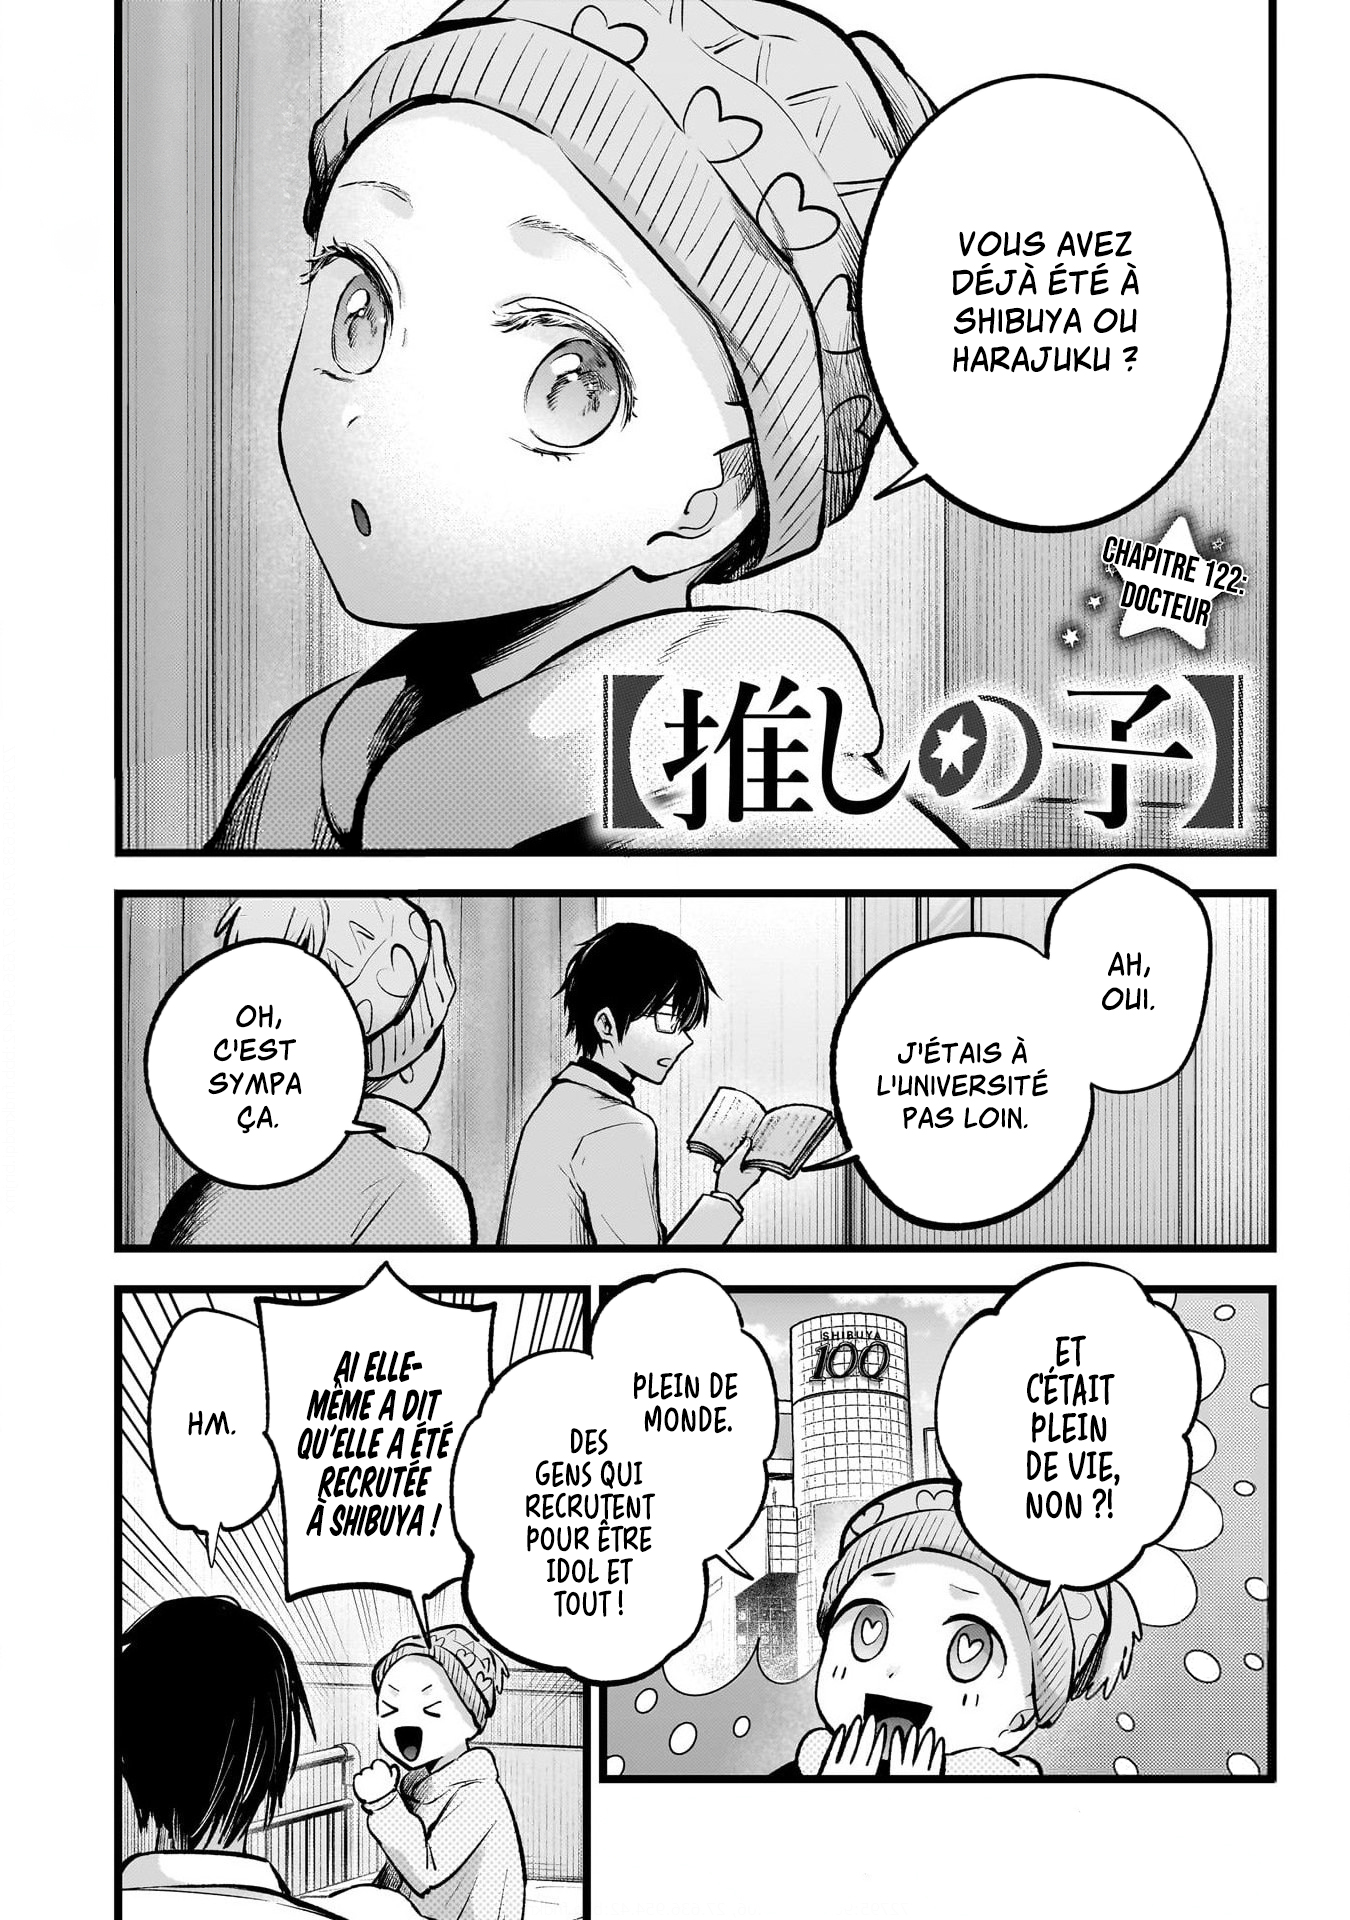 VOUS AVEZ
DÉJÀ ÉTÉ À
SHIBUYA OU
HARAJUKU ?
CHAPITRE 122:
DOCTEUR
【推しの子】
AH,
OUI.
J'ÉTAIS À
L'UNIVERSITÉ
PAS LOIN.
OH,
C'EST
SYMPA
ÇA.
ET
C'ÉTAIT
PLEIN
DE VIE,
NON ?!
SHIBUYA
100
PLEIN DE
MONDE.
DES
GENS QUI
RECRUTENT
POUR ÊTRE
IDOL ET
TOUT !
AI ELLE-
MÊME A DIT
QU'ELLE A ÉTÉ
RECRUTÉE
À SHIBUYA !
HM.